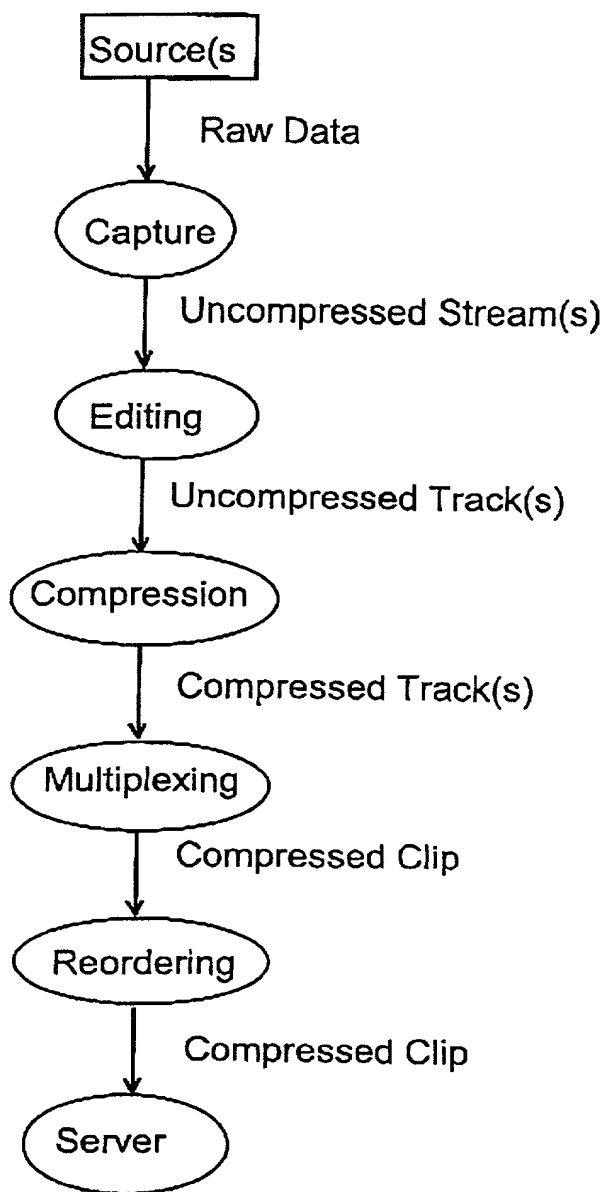 Source(s
Raw Data
Capture
Uncompressed Stream(s)
Editing
Uncompressed Track(s)
Compression
Compressed Track(s)
Multiplexing
Compressed Clip
Reordering
Compressed Clip
Server